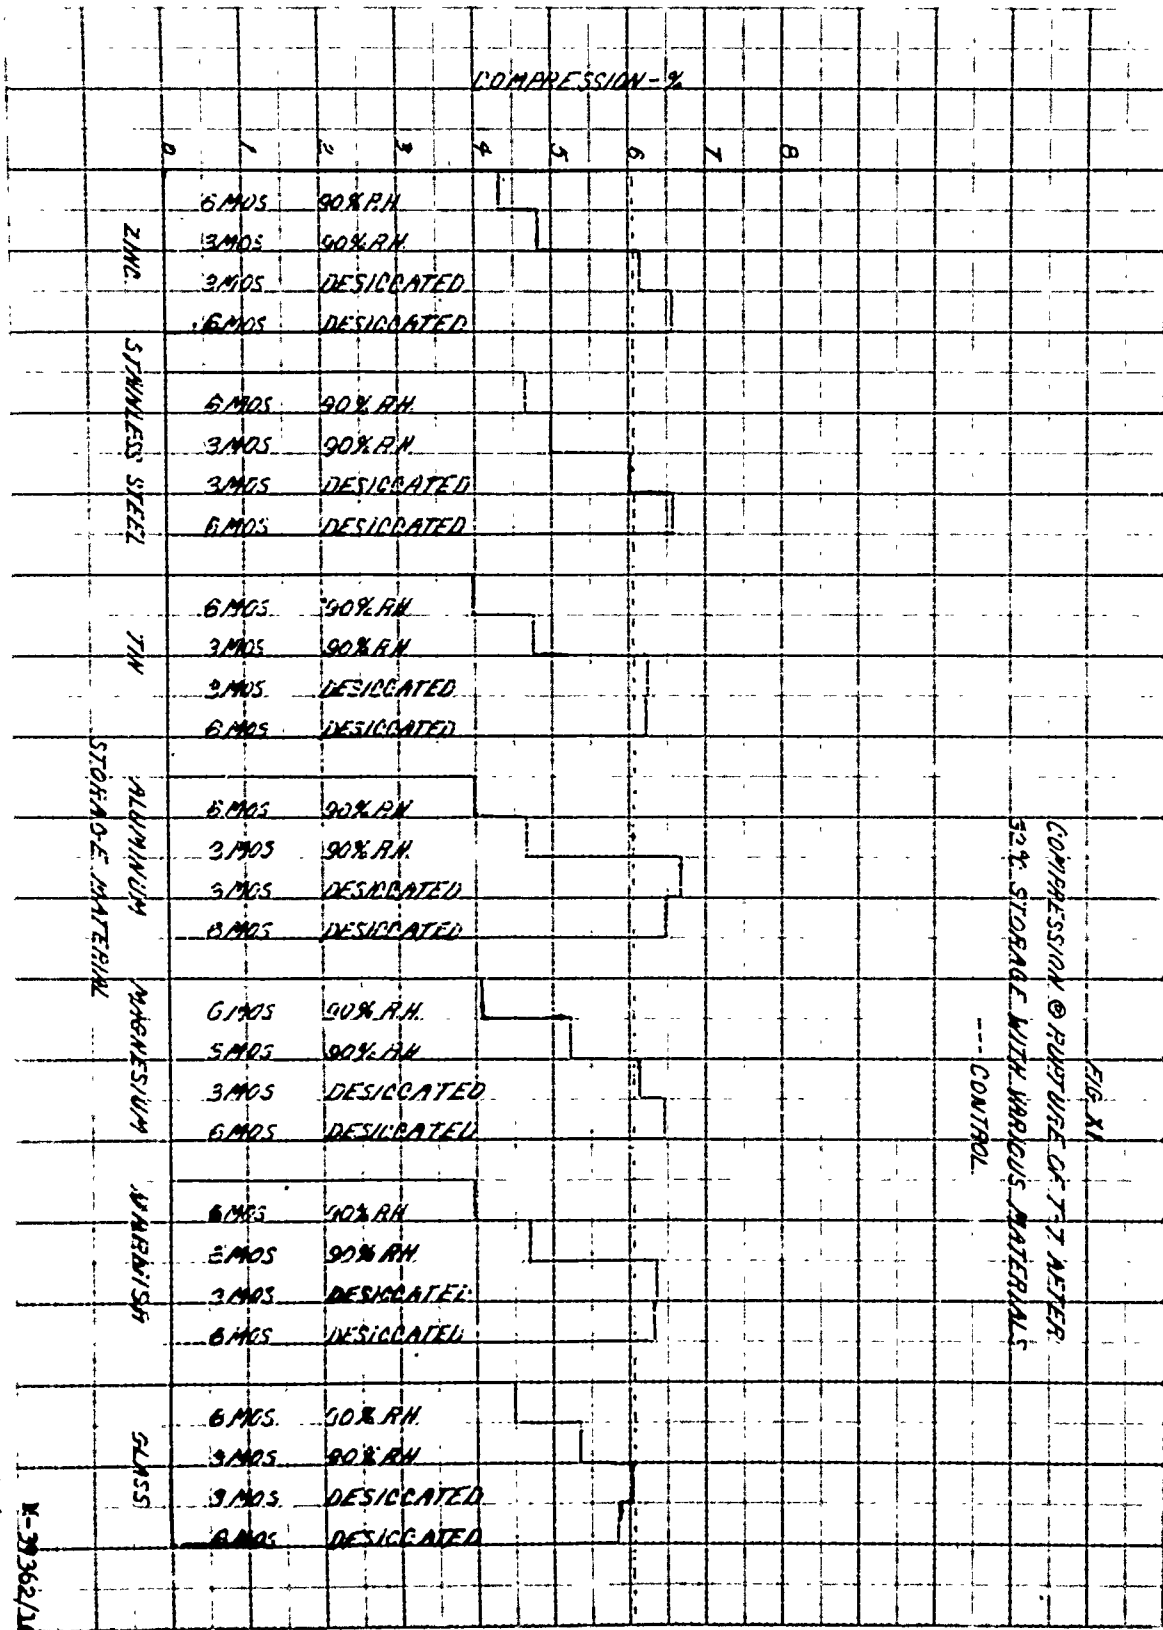 COMPRESSION - %
0 1 2 3 4 5 6 7 8
ZINC
6 MOS 90% R.H.
3 MOS 90% R.H.
3 MOS DESICCATED
6 MOS DESICCATED
STAINLESS STEEL
6 MOS 90% R.H.
3 MOS 90% R.H.
3 MOS DESICCATED
6 MOS DESICCATED
TIN
6 MOS 90% R.H.
3 MOS 90% R.H.
3 MOS DESICCATED
6 MOS DESICCATED
ALUMINUM
6 MOS 90% R.H.
3 MOS 90% R.H.
3 MOS DESICCATED
6 MOS DESICCATED
MAGNESIUM
6 MOS 90% R.H.
3 MOS 90% R.H.
3 MOS DESICCATED
6 MOS DESICCATED
VARNISH
6 MOS 90% RH
3 MOS 90% RH
3 MOS DESICCATED
6 MOS DESICCATED
GLASS
6 MOS. 90% RH.
3 MOS 90% RH
3 MOS DESICCATED
6 MOS DESICCATED
STORAGE MATERIAL
FIG XI
COMPRESSION @ RUPTURE OF T-7 AFTER
STORAGE WITH VARIOUS MATERIALS
--- CONTROL